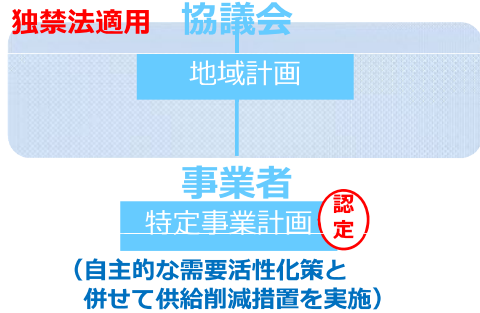 独禁法適用
協議会
地域計画
事業者
特定事業計画
認定
（自主的な需要活性化策と
併せて供給削減措置を実施）